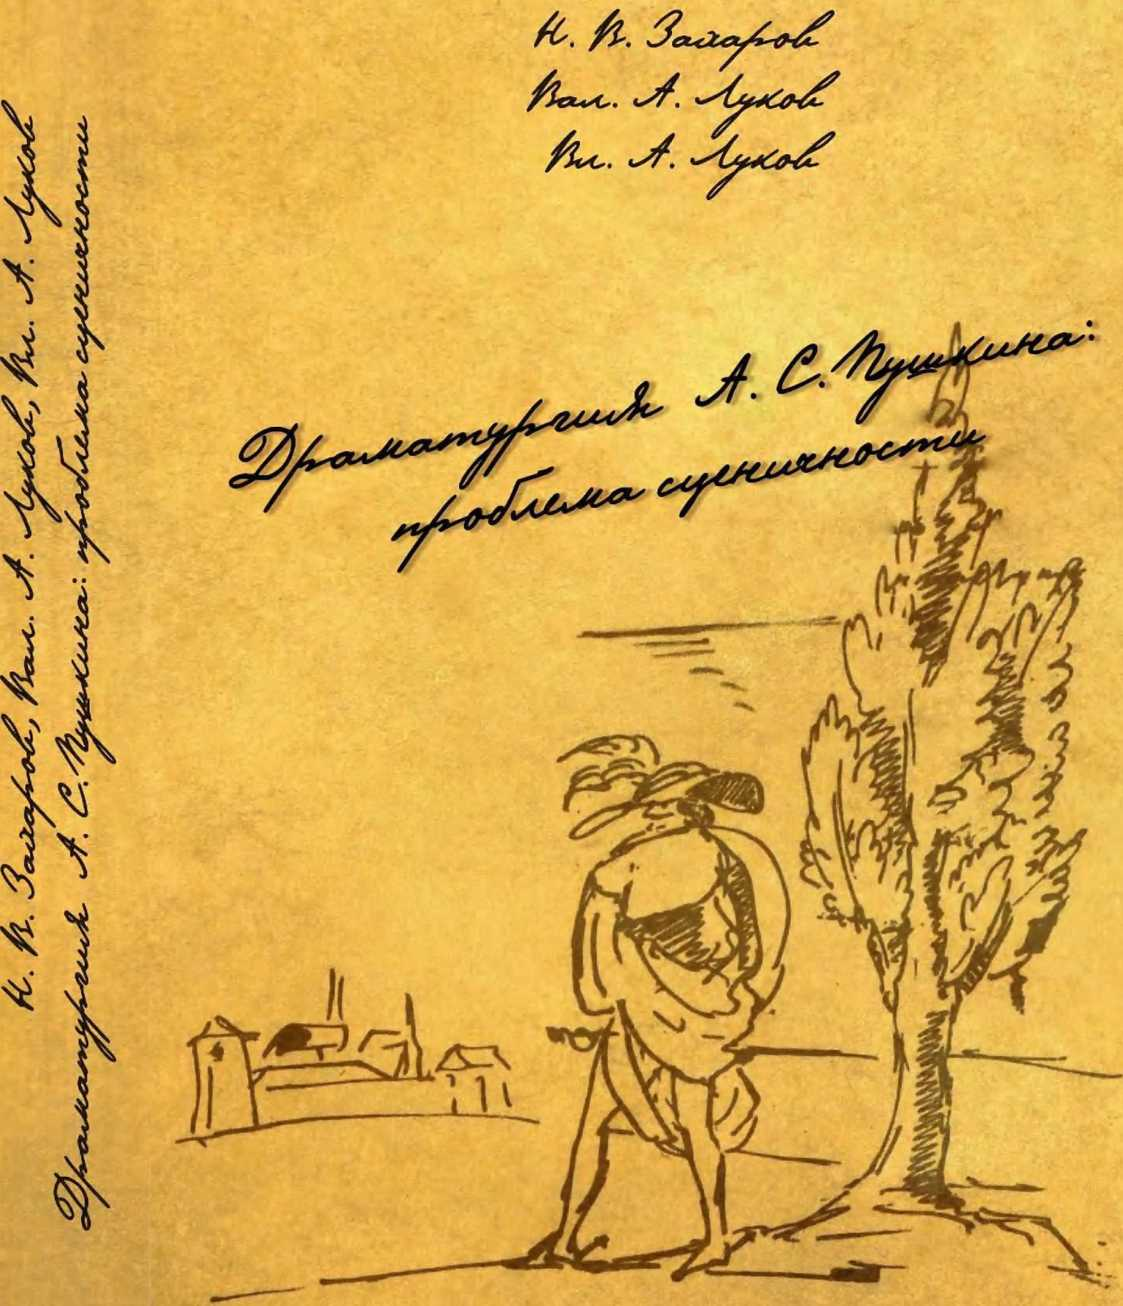 Н. В. Захаров
Вал. А. Луков
Вл. А. Луков
Драматургия А. С. Пушкина:
проблема сценичности
Н. В. Захаров, Вал. А. Луков, Вл. А. Луков
Драматургия А. С. Пушкина: проблема сценичности